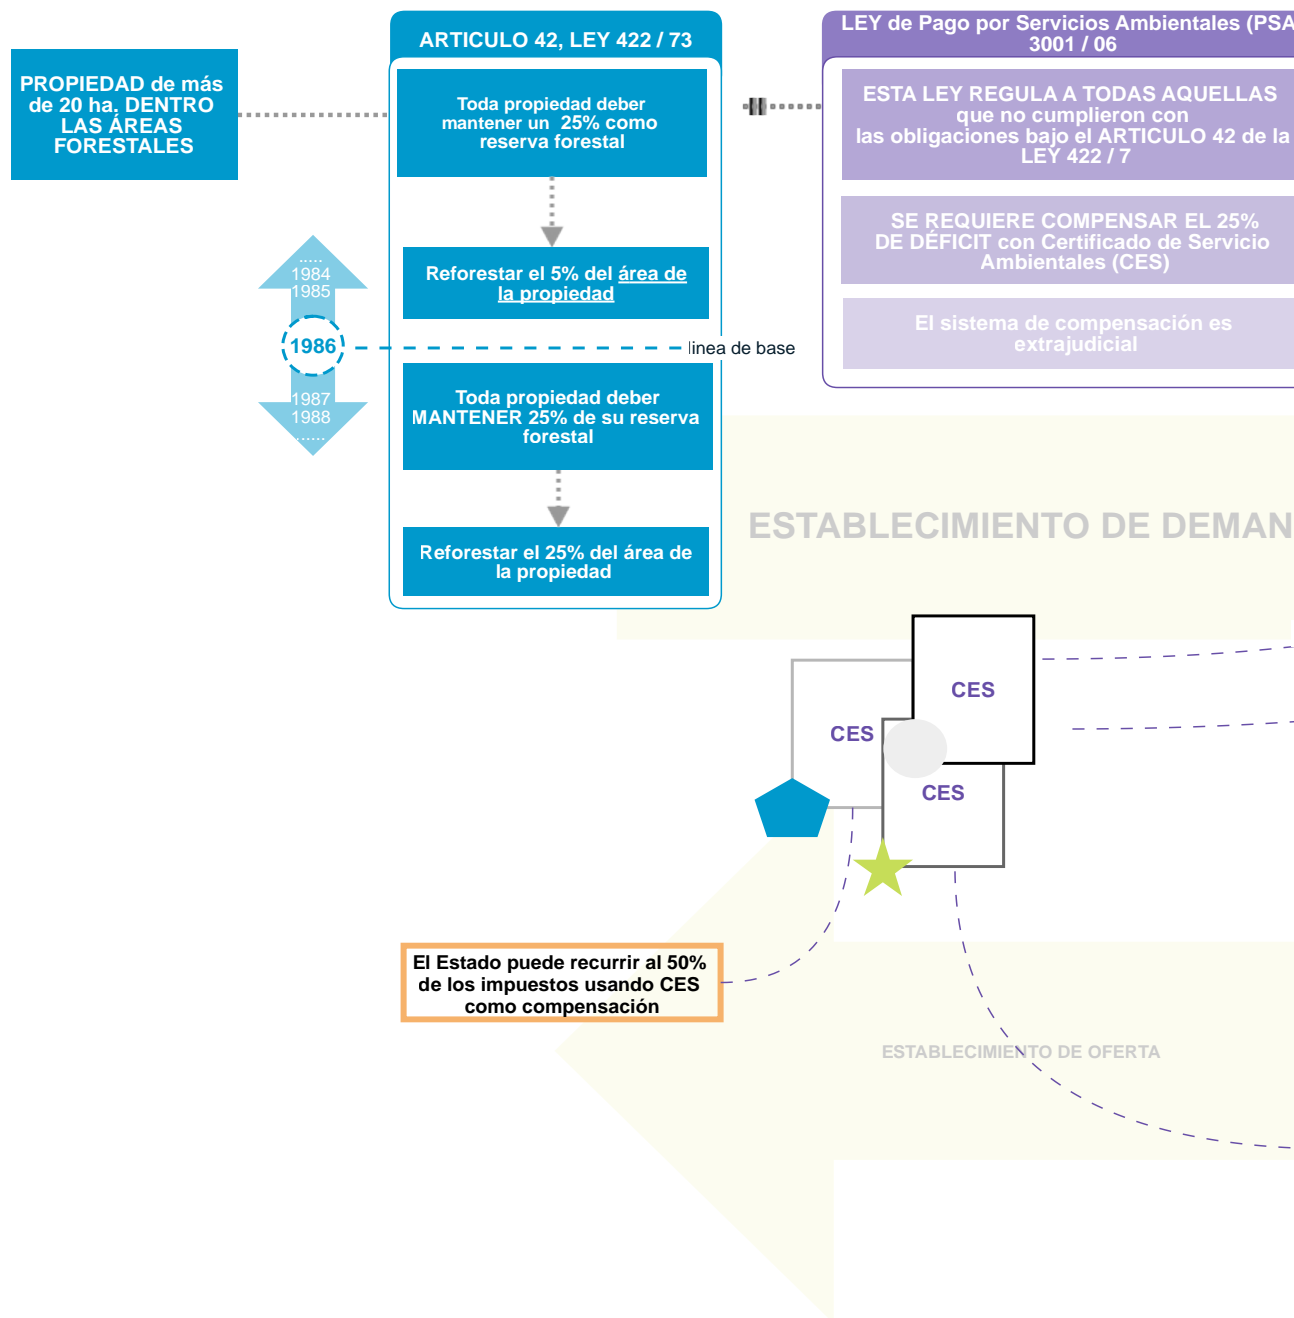 PROPIEDAD de más
de 20 ha. DENTRO
LAS ÁREAS
FORESTALES
ARTICULO 42, LEY 422 / 73
Toda propiedad deber
mantener un 25% como
reserva forestal
Reforestar el 5% del área de
la propiedad
.....
1984
1985
1986
1987
1988
......
linea de base
Toda propiedad deber
MANTENER 25% de su reserva
forestal
Reforestar el 25% del área de
la propiedad
LEY de Pago por Servicios Ambientales (PSA
3001 / 06
ESTA LEY REGULA A TODAS AQUELLAS
que no cumplieron con
las obligaciones bajo el ARTICULO 42 de la
LEY 422 / 7
SE REQUIERE COMPENSAR EL 25%
DE DÉFICIT con Certificado de Servicio
Ambientales (CES)
El sistema de compensación es
extrajudicial
ESTABLECIMIENTO DE DEMAN
CES
CES
CES
El Estado puede recurrir al 50%
de los impuestos usando CES
como compensación
ESTABLECIMIENTO DE OFERTA